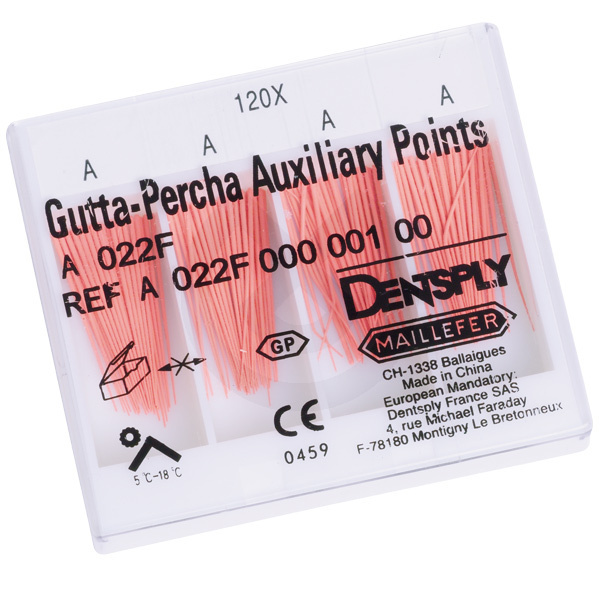 120X
A A A A
Gutta-Percha Auxiliary Points
A 022F
REF A 022F 000 001 00
DENTSPLY
MAILLEFER
GP
CH-1338 Ballaigues
Made in China
European Mandatory:
Dentsply France SAS
4, rue Michael Faraday
F-78180 Montigny Le Bretonneux
CE
0459
5°C-18°C